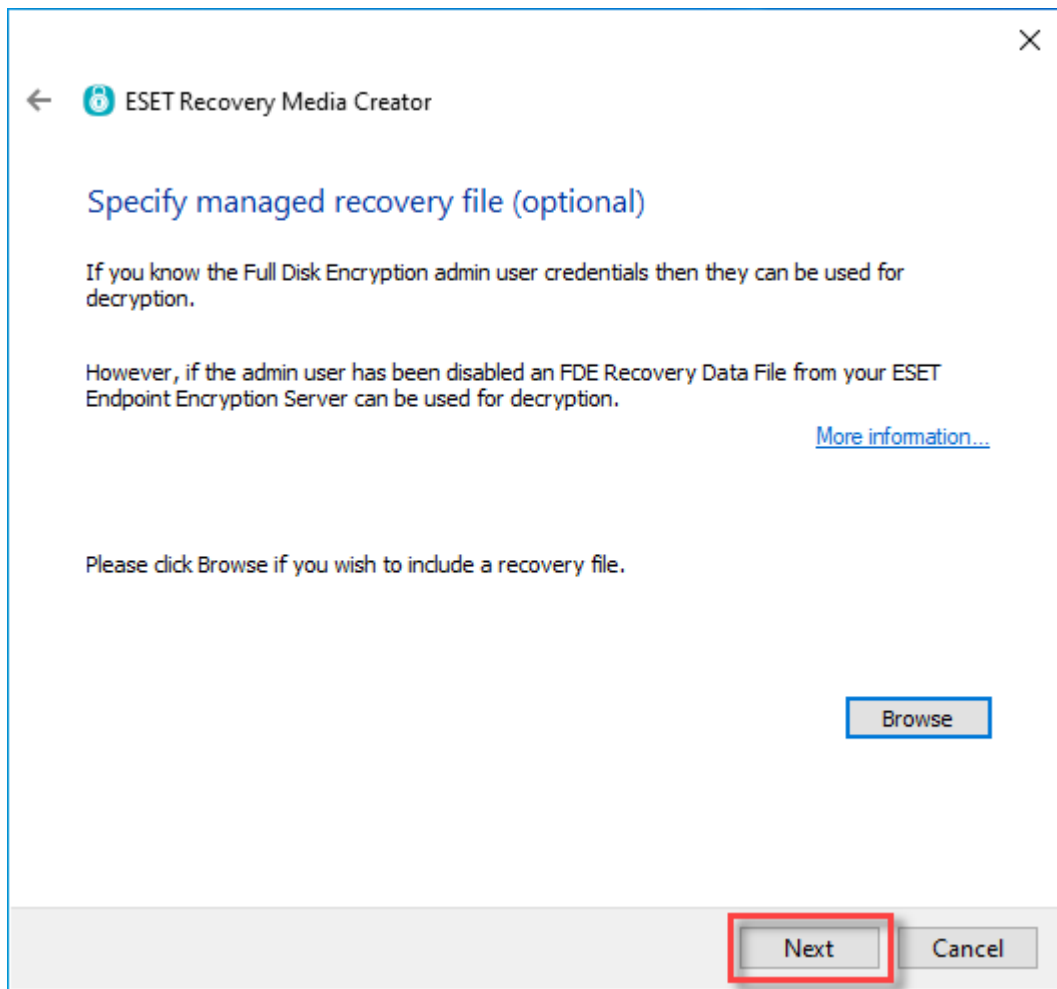 ESET Recovery Media Creator
Specify managed recovery file (optional)
If you know the Full Disk Encryption admin user credentials then they can be used for
decryption.
However, if the admin user has been disabled an FDE Recovery Data File from your ESET
Endpoint Encryption Server can be used for decryption.
More information...
Please click Browse if you wish to include a recovery file.
Browse
Next Cancel